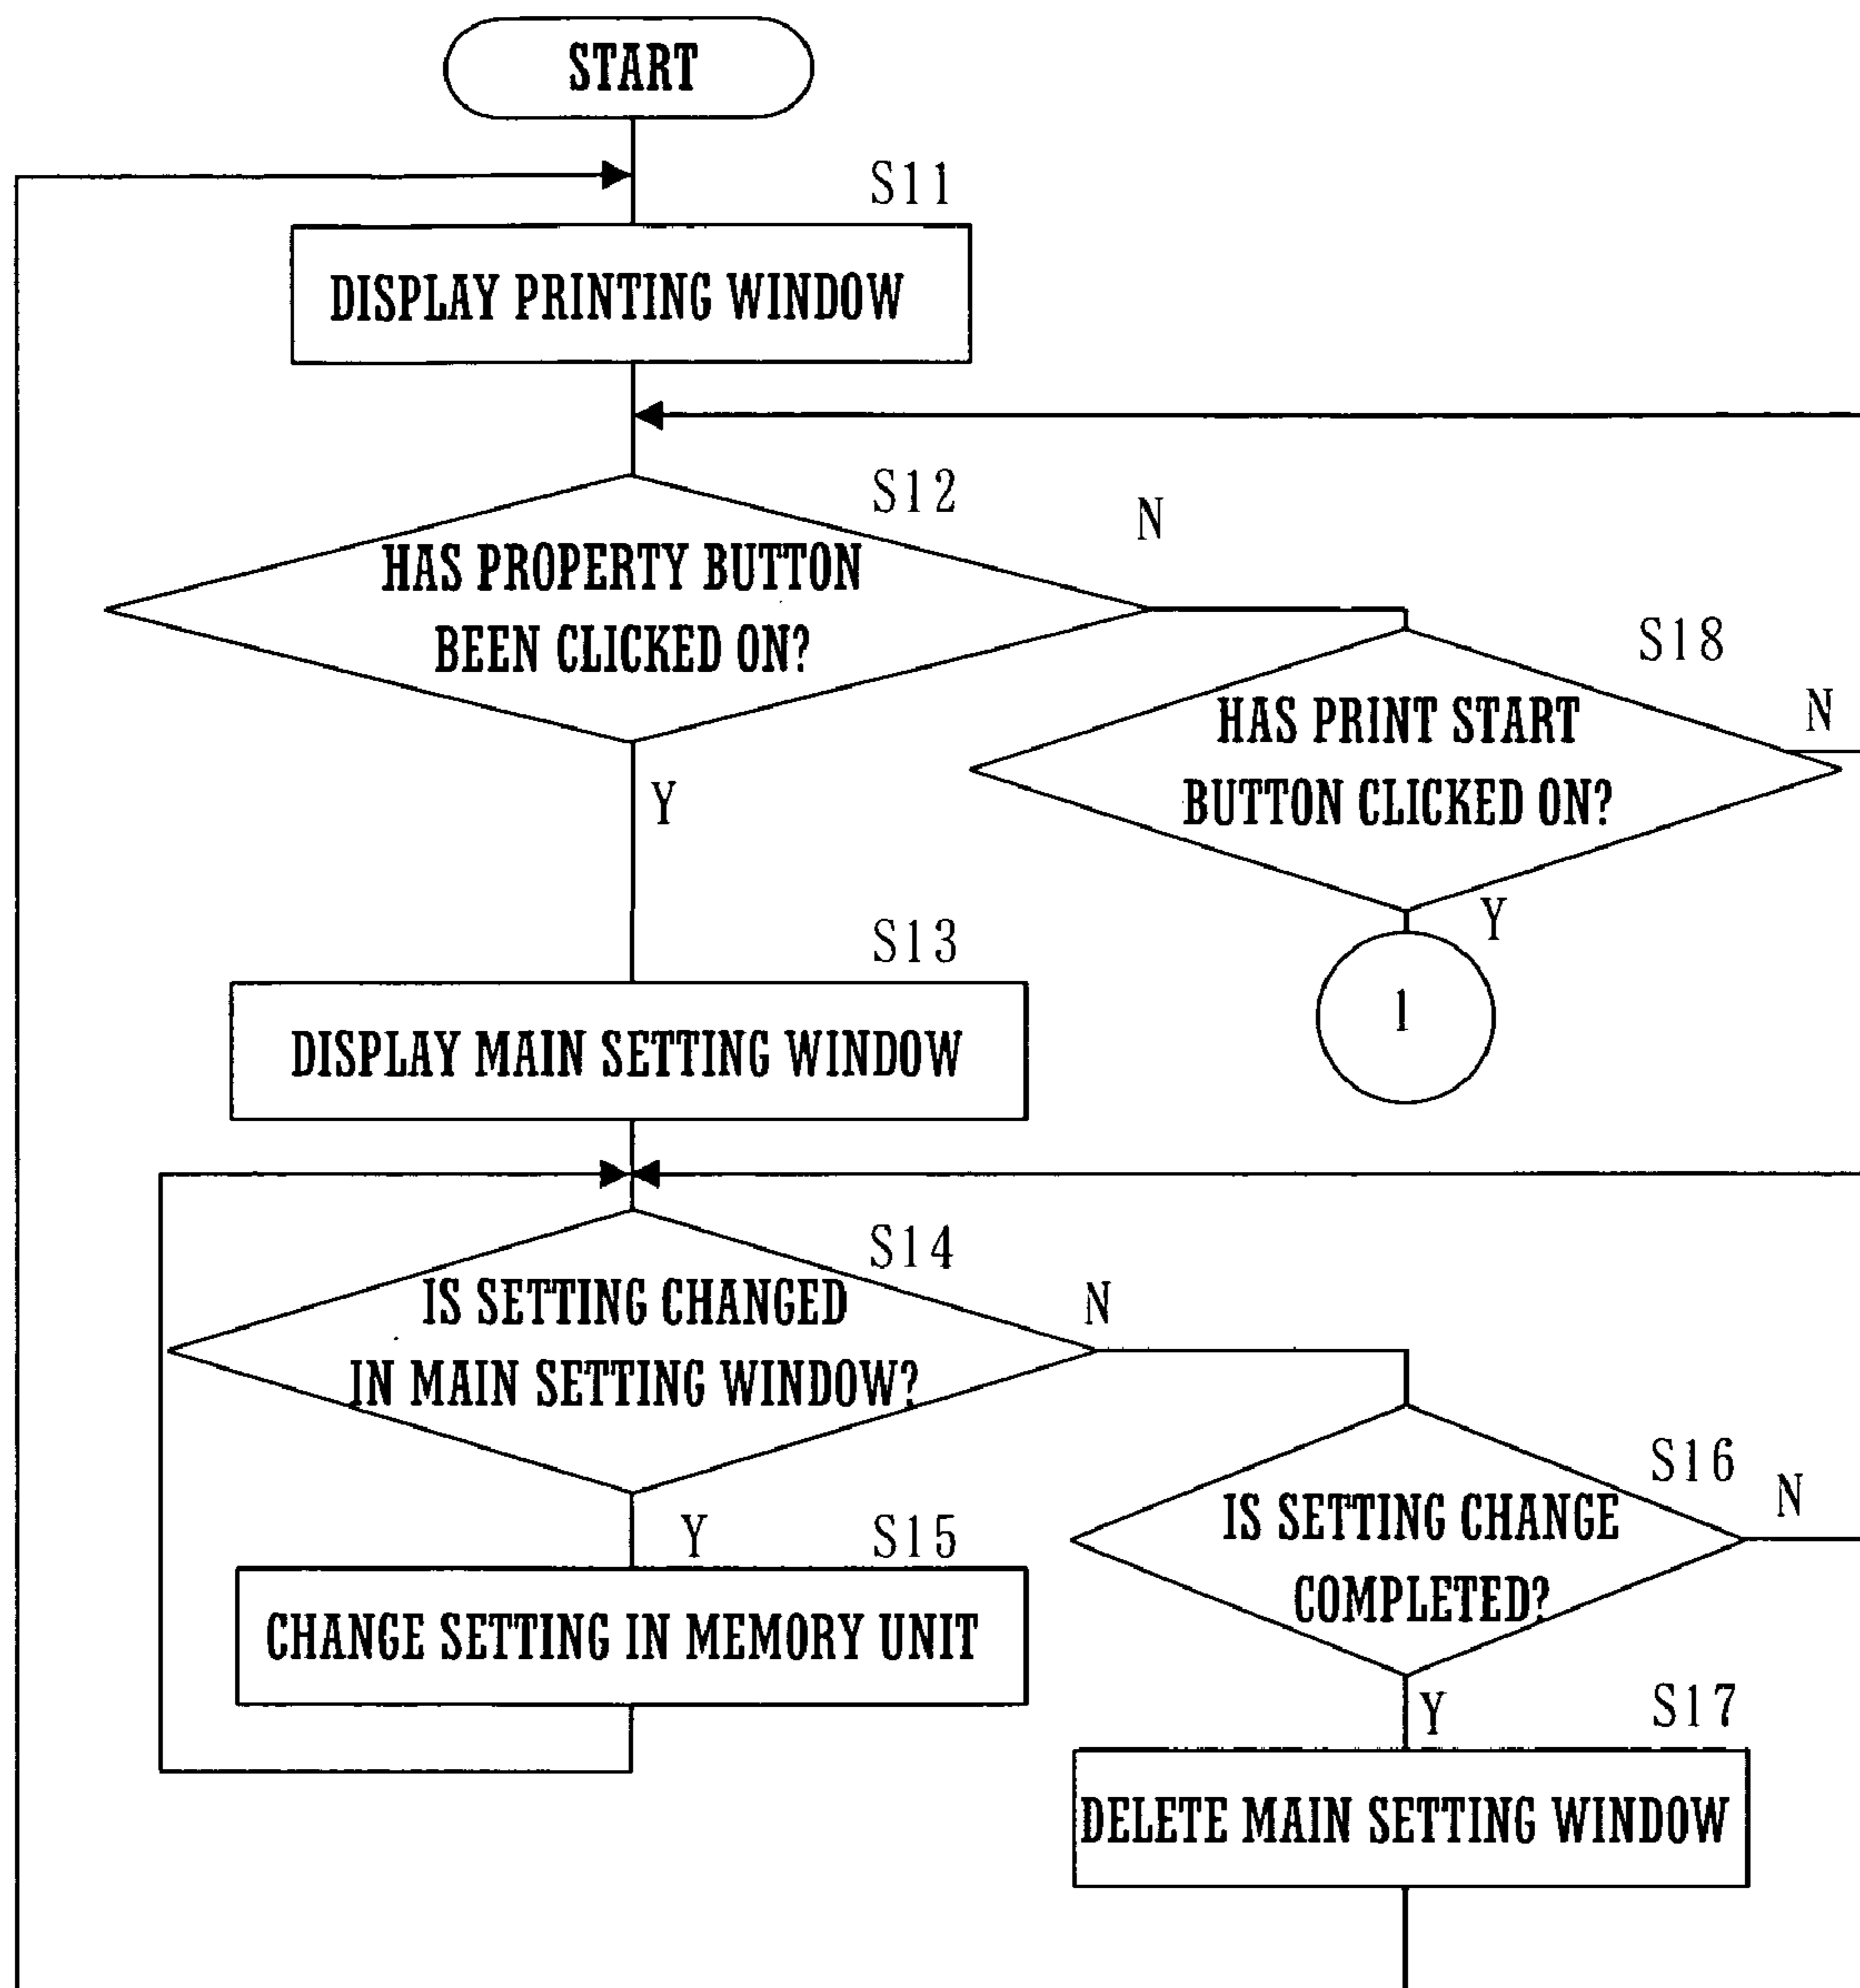 START
S11
DISPLAY PRINTING WINDOW
S12
N
HAS PROPERTY BUTTON
BEEN CLICKED ON?
Y
S18
N
HAS PRINT START
BUTTON CLICKED ON?
Y
1
S13
DISPLAY MAIN SETTING WINDOW
S14
N
IS SETTING CHANGED
IN MAIN SETTING WINDOW?
Y
S15
CHANGE SETTING IN MEMORY UNIT
S16
N
IS SETTING CHANGE
COMPLETED?
Y
S17
DELETE MAIN SETTING WINDOW